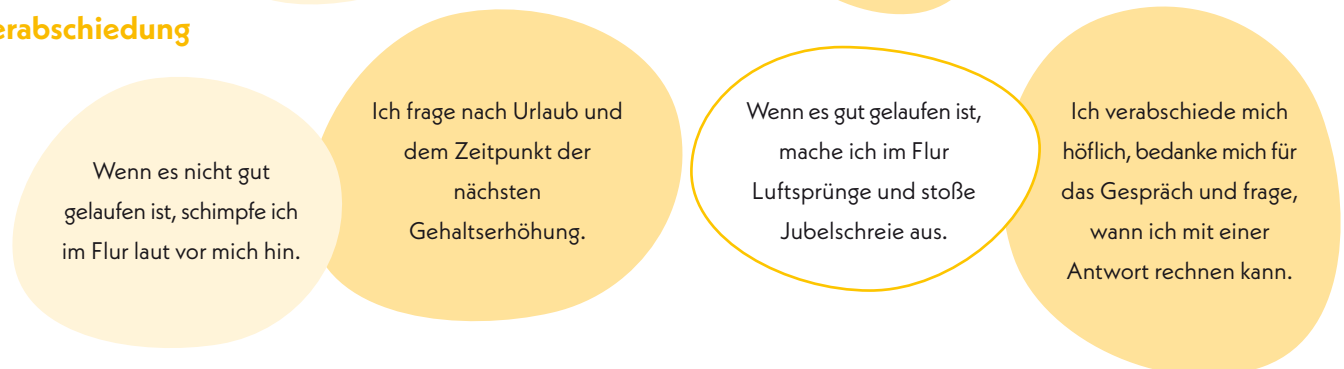 erabschiedung
Wenn es nicht gut
gelaufen ist, schimpfe ich
im Flur laut vor mich hin.
Ich frage nach Urlaub und
dem Zeitpunkt der
nächsten
Gehaltserhöhung.
Wenn es gut gelaufen ist,
mache ich im Flur
Luftsprünge und stoße
Jubelschreie aus.
Ich verabschiede mich
höflich, bedanke mich für
das Gespräch und frage,
wann ich mit einer
Antwort rechnen kann.